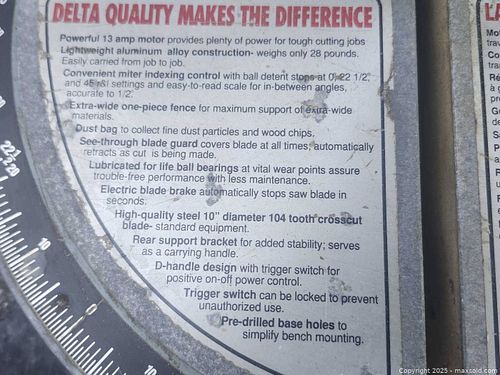 DELTA QUALITY MAKES THE DIFFERENCE
Powerful 13 amp motor provides plenty of power for tough cutting jobs
Lightweight aluminum alloy construction- weighs only 28 pounds.
Easily carried from job to job.
Convenient miter indexing control with ball detent stops at 0, 22 1/2,
and 45 r&l settings and easy-to-read scale for in-between angles,
accurate to 1/2.
Extra-wide one-piece fence for maximum support of extra-wide
materials.
Dust bag to collect fine dust particles and wood chips.
See-through blade guard covers blade at all times; automatically
retracts as cut is being made.
Lubricated for life ball bearings at vital wear points assure
trouble-free performance with less maintenance.
Electric blade brake automatically stops saw blade in
seconds.
High-quality steel 10" diameter 104 tooth crosscut
blade- standard equipment.
Rear support bracket for added stability; serves
as a carrying handle.
D-handle design with trigger switch for
positive on-off power control.
Trigger switch can be locked to prevent
unauthorized use.
Pre-drilled base holes to
simplify bench mounting.
22 1/2
20
10
0
10
Copyright 2025 - maxsold.com